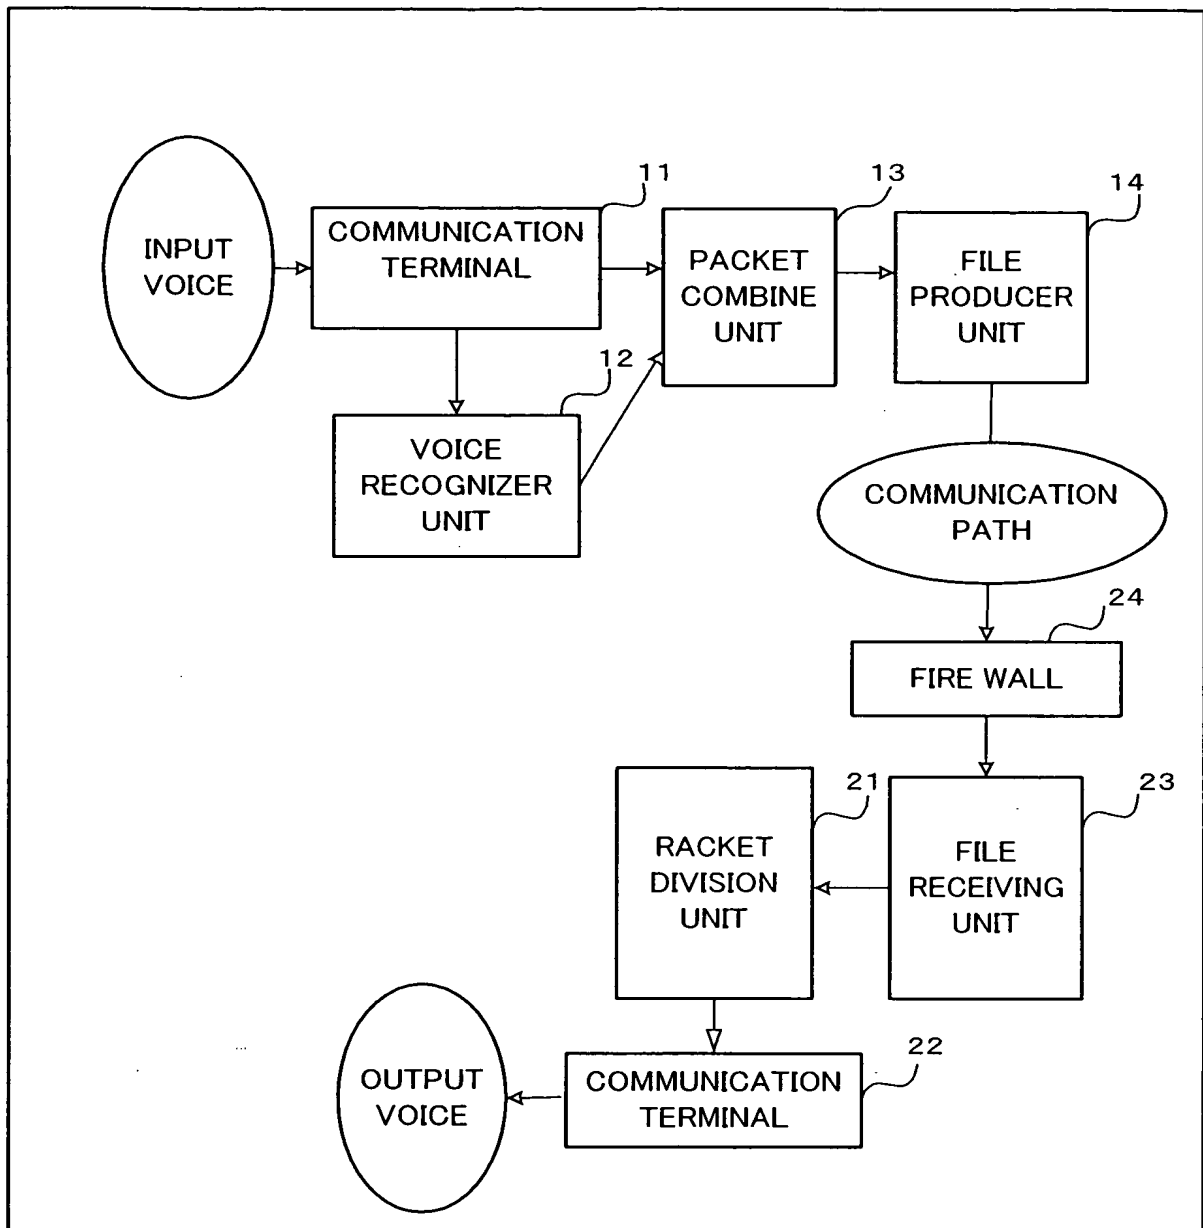 11
13
14
INPUT
VOICE
COMMUNICATION
TERMINAL
PACKET
COMBINE
UNIT
FILE
PRODUCER
UNIT
12
VOICE
RECOGNIZER
UNIT
COMMUNICATION
PATH
24
FIRE WALL
21
23
RACKET
DIVISION
UNIT
FILE
RECEIVING
UNIT
22
OUTPUT
VOICE
COMMUNICATION
TERMINAL